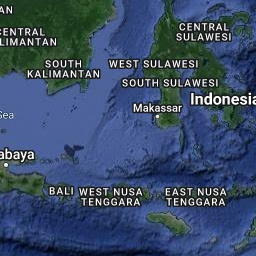 CENTRAL
CENTRAL
SULAWESI
ALIMANTAN
SOUTH
KALIMANTAN
WEST SULAWESI
SOUTH SULAWESI
Indonesia
Makassar
Sea
abaya
BALI
WEST NUSA
TENGGARA
EAST NUSA
TENGGARA